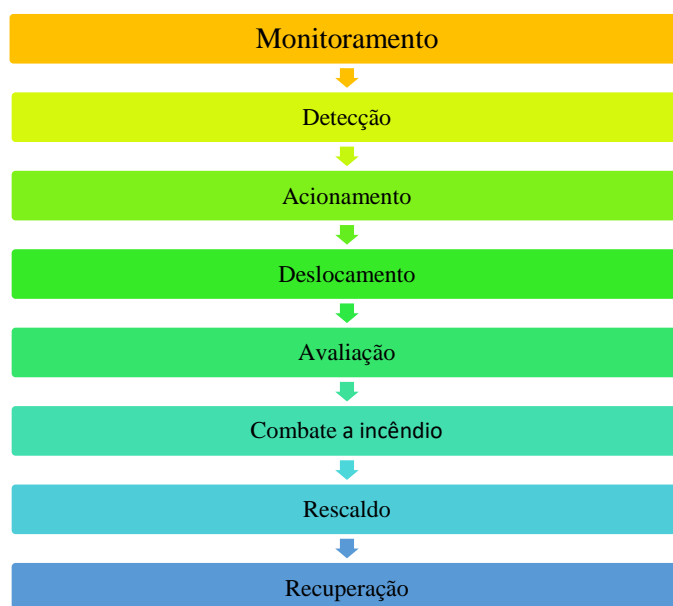 Monitoramento
Detecção
Acionamento
Deslocamento
Avaliação
Combate a incêndio
Rescaldo
Recuperação